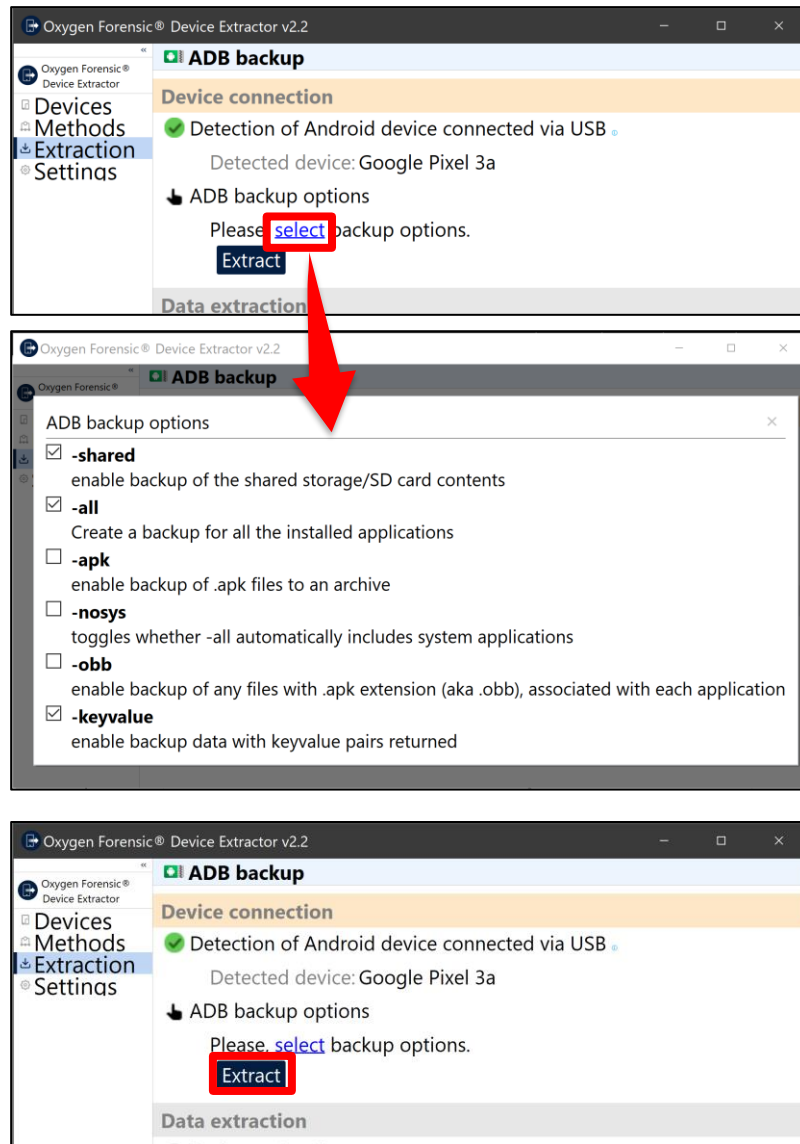 Oxygen Forensic® Device Extractor v2.2
«
Oxygen Forensic®
Device Extractor
Devices
Methods
Extraction
Settings
ADB backup
Device connection
Detection of Android device connected via USB
Detected device: Google Pixel 3a
ADB backup options
Please, select backup options.
Extract
Data extraction
Oxygen Forensic® Device Extractor v2.2
«
Oxygen Forensic®
ADB backup
ADB backup options
-shared
enable backup of the shared storage/SD card contents
-all
Create a backup for all the installed applications
-apk
enable backup of .apk files to an archive
-nosys
toggles whether -all automatically includes system applications
-obb
enable backup of any files with .apk extension (aka .obb), associated with each application
-keyvalue
enable backup data with keyvalue pairs returned
Oxygen Forensic® Device Extractor v2.2
«
Oxygen Forensic®
Device Extractor
Devices
Methods
Extraction
Settings
ADB backup
Device connection
Detection of Android device connected via USB
Detected device: Google Pixel 3a
ADB backup options
Please, select backup options.
Extract
Data extraction